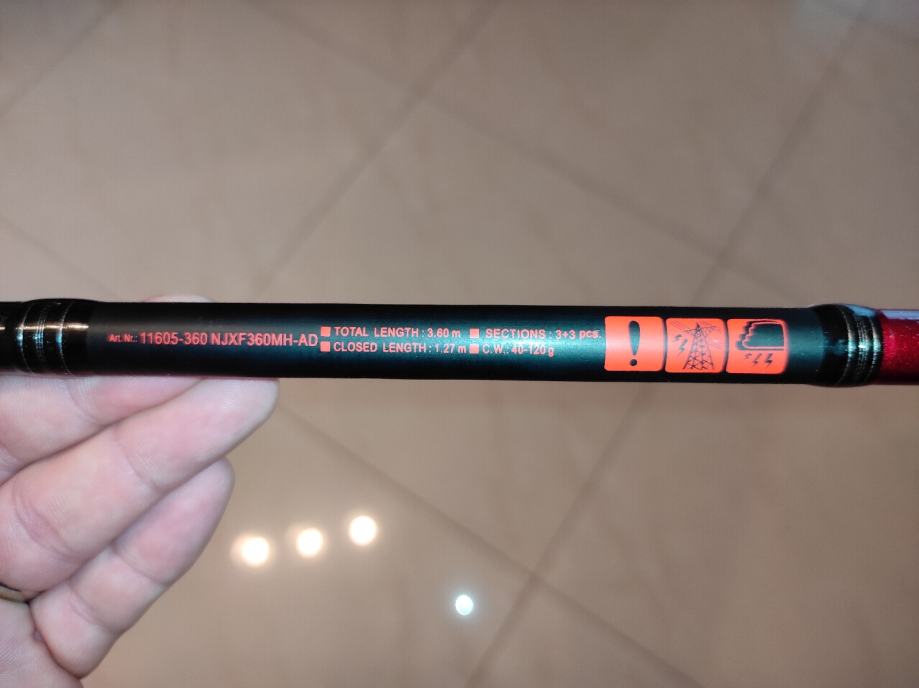 Art. Nr.: 11605-360 NJXF360MH-AD
■ TOTAL LENGTH : 3.60 m ■ SECTIONS : 3+3 pcs.
■ CLOSED LENGTH : 1.27 m ■ C.W.: 40-120 g
!